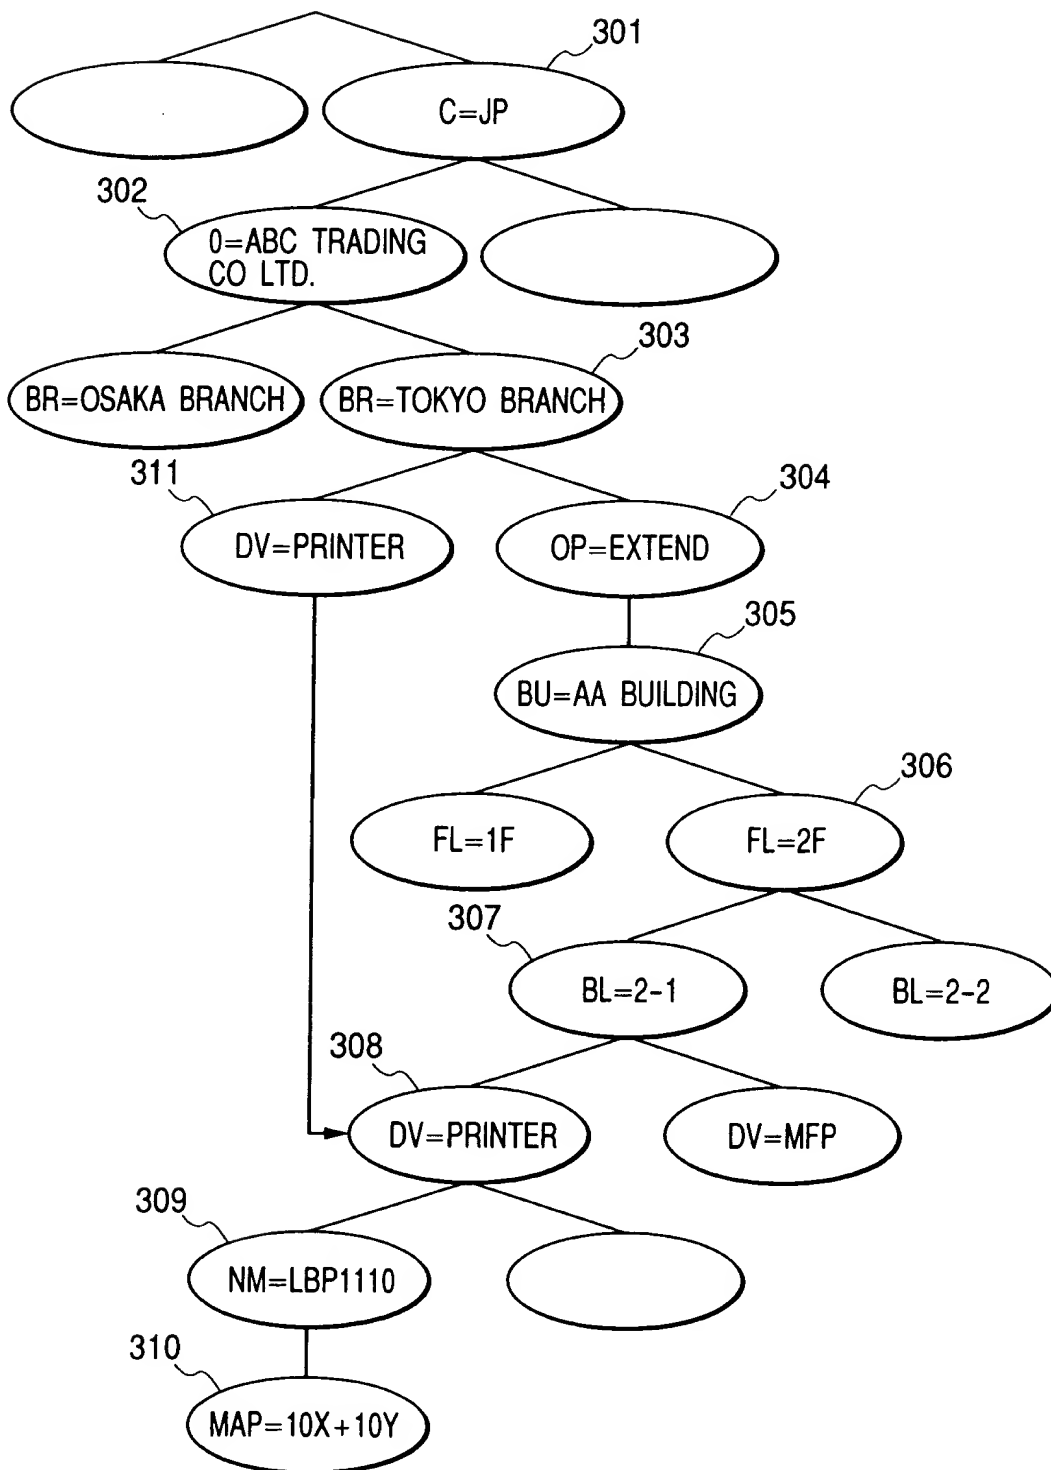 301
C=JP
302
0=ABC TRADING
CO LTD.
303
BR=OSAKA BRANCH
BR=TOKYO BRANCH
311
304
DV=PRINTER
OP=EXTEND
305
BU=AA BUILDING
306
FL=1F
FL=2F
307
BL=2-1
BL=2-2
308
DV=PRINTER
DV=MFP
309
NM=LBP1110
310
MAP=10X+10Y